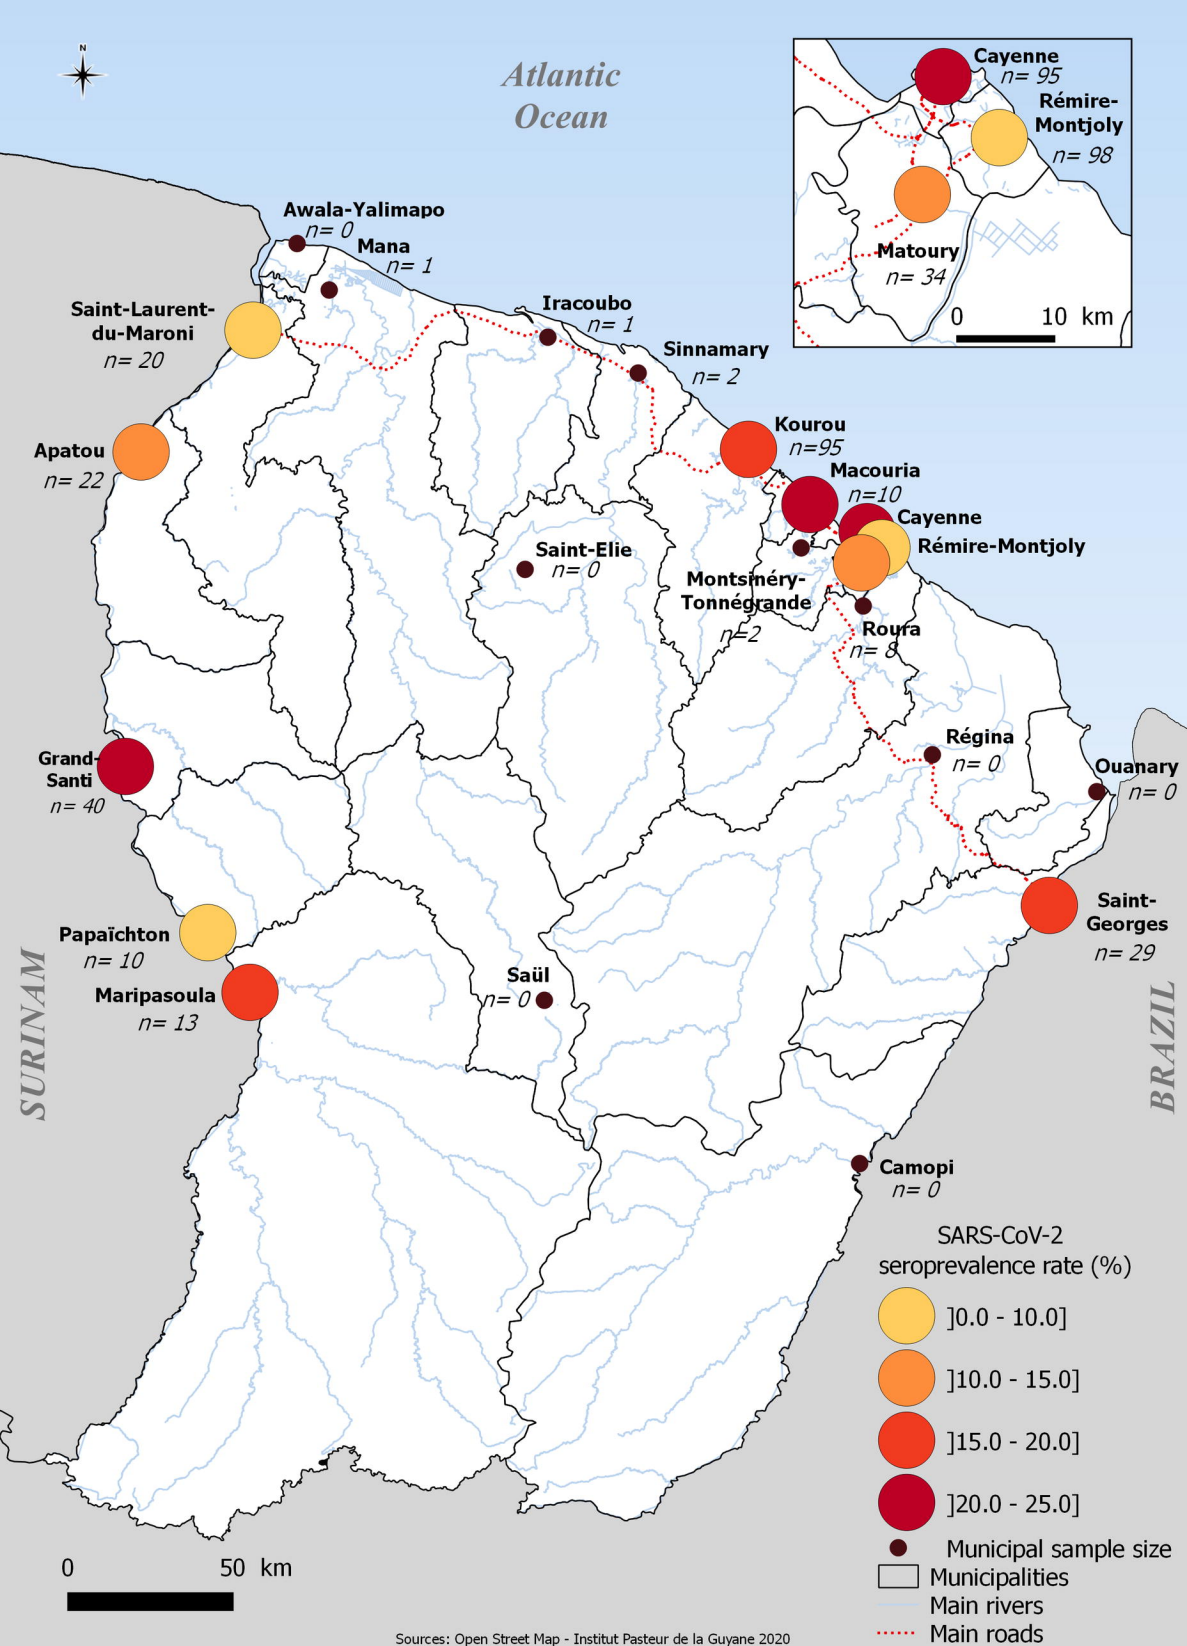 N
Atlantic
Ocean
Cayenne
n= 95
Rémire-
Montjoly
n= 98
Matoury
n= 34
0 10 km
Awala-Yalimapo
n= 0
Mana
n= 1
Saint-Laurent-
du-Maroni
n= 20
Iracoubo
n= 1
Sinnamary
n= 2
Apatou
n= 22
Kourou
n=95
Macouria
n=10
Cayenne
Rémire-Montjoly
Saint-Elie
n= 0
Montsinéry-
Tonnégrande
n=2
Roura
n= 8
Régina
n= 0
Ouanary
n= 0
Grand-
Santi
n= 40
Saint-
Georges
n= 29
Papaïchton
n= 10
Maripasoula
n= 13
Saül
n= 0
SURINAM
BRAZIL
Camopi
n= 0
SARS-CoV-2
seroprevalence rate (%)
]0.0 - 10.0]
]10.0 - 15.0]
]15.0 - 20.0]
]20.0 - 25.0]
Municipal sample size
Municipalities
Main rivers
Main roads
0 50 km
Sources: Open Street Map - Institut Pasteur de la Guyane 2020